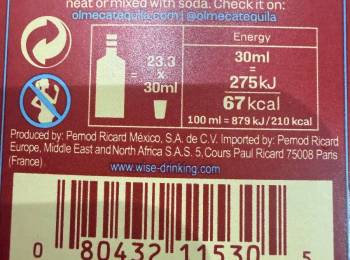 neat or mixed with soda. Check it on:
olmecatequila.com | @olmecatequila
Energy
23.3
x
30ml
30ml
=
275kJ
67kcal
100 ml = 879 kJ / 210 kcal
Produced by: Pernod Ricard México, S.A. de C.V. Imported by: Pernod Ricard
Europe, Middle East and North Africa S.A.S. 5, Cours Paul Ricard 75008 Paris
(France).
www.wise-drinking.com
0 80432 11530 5